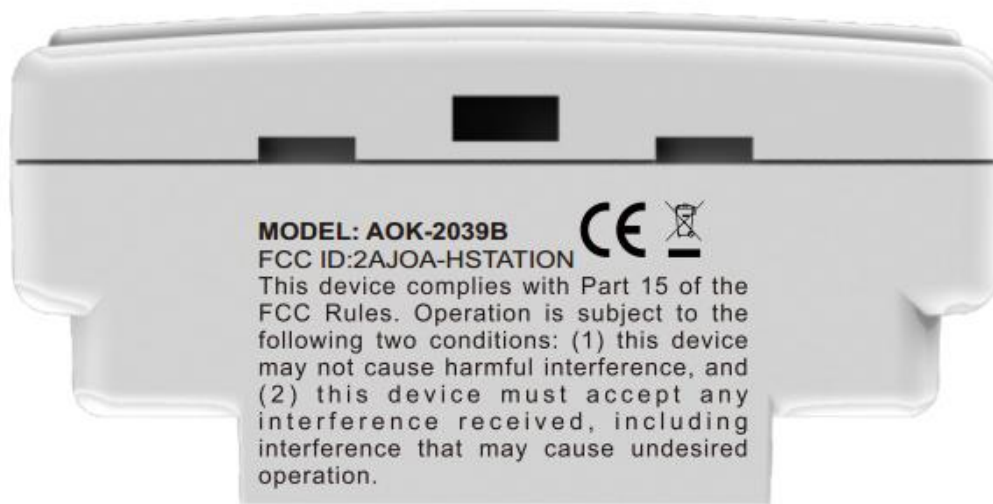 MODEL: AOK-2039B
CE
FCC ID:2AJOA-HSTATION
This device complies with Part 15 of the
FCC Rules. Operation is subject to the
following two conditions: (1) this device
may not cause harmful interference, and
(2) this device must accept any
interference received, including
interference that may cause undesired
operation.